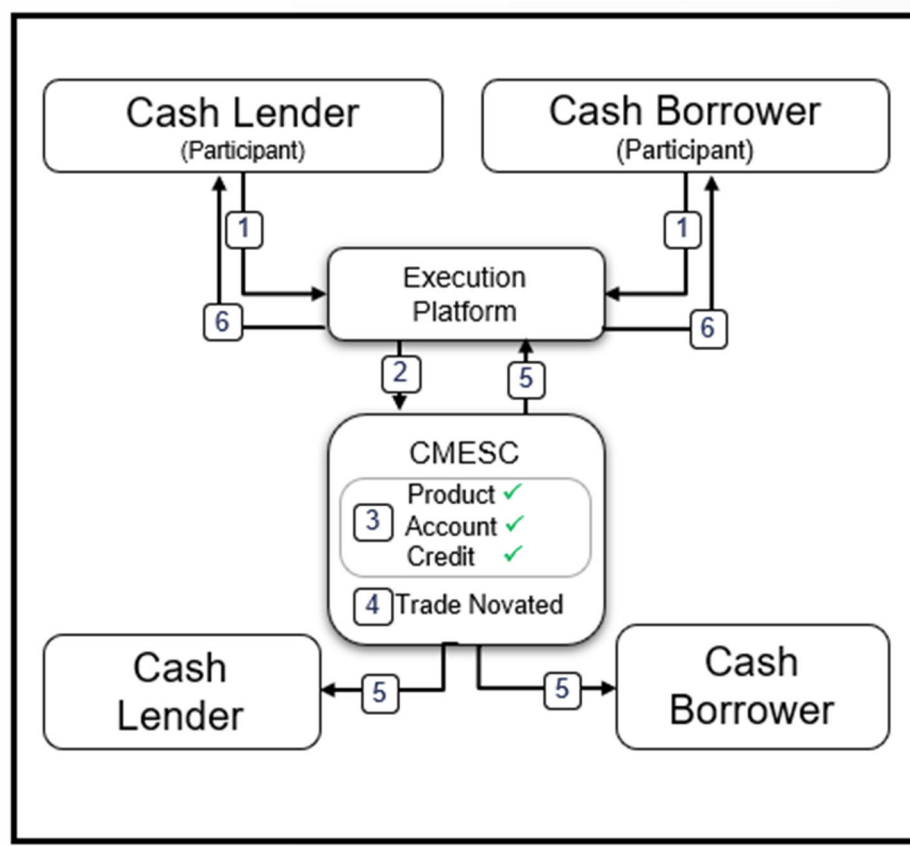 Cash Lender
(Participant)
Cash Borrower
(Participant)
1
1
Execution
Platform
6
6
2
5
CMESC
3
Product ✓
Account ✓
Credit ✓
4 Trade Novated
Cash
Lender
5
5
Cash
Borrower